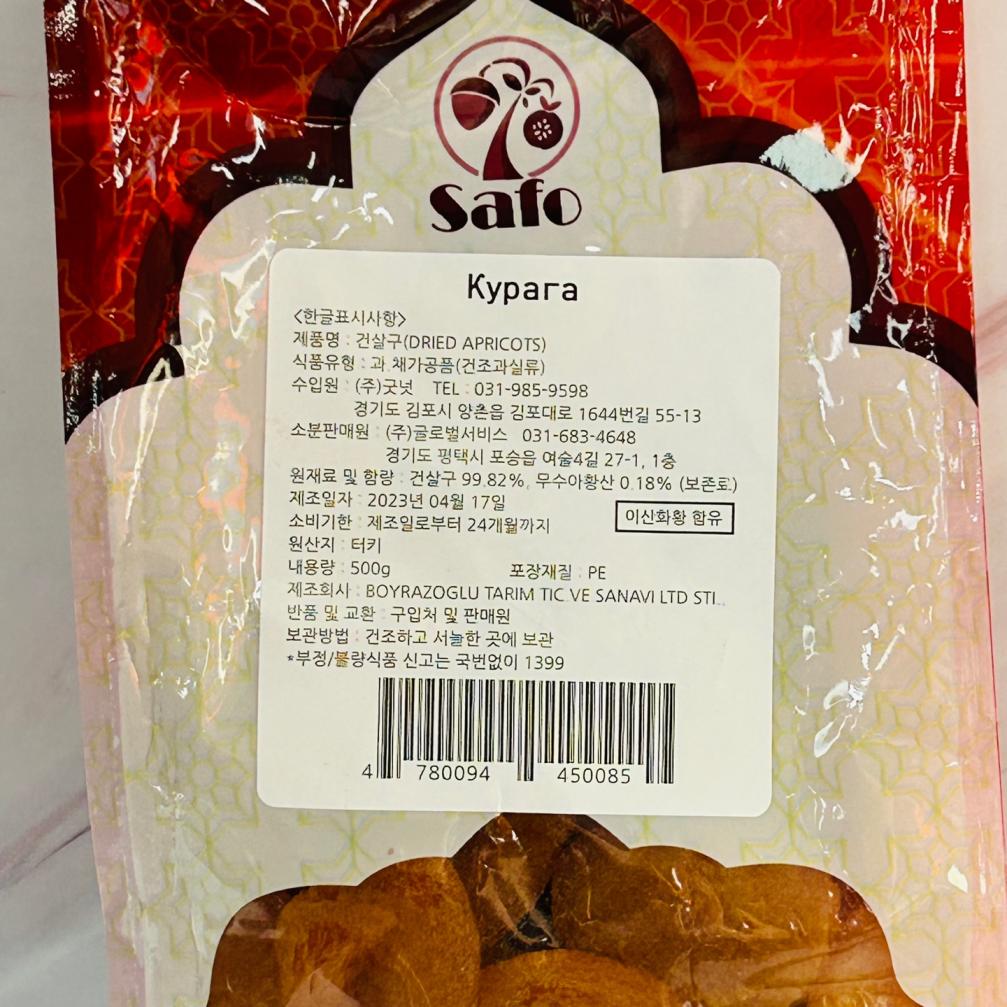 Safo
Курага
<한글표시사항>
제품명 : 건살구(DRIED APRICOTS)
식품유형 : 과.채가공품(건조과실류)
수입원 : (주)굿넛 TEL : 031-985-9598
경기도 김포시 양촌읍 김포대로 1644번길 55-13
소분판매원 : (주)굴로벌서비스 031-683-4648
경기도 평택시 포승읍 여술4길 27-1, 1층
원재료 및 함량 : 건살구 99.82%, 무수아황산 0.18% (보존료)
제조일자 : 2023년 04월 17일
이산화황 함유
소비기한 : 제조일로부터 24개월까지
원산지 : 터키
내용량 : 500g 포장재질 : PE
제조회사 : BOYRAZOGLU TARIM TIC.VE SANAVI LTD STI..
반품 및 교환 : 구입처 및 판매원
보관방법 : 건조하고 서늘한 곳에 보관
*부정/불량식품 신고는 국번없이 1399
4 780094 450085